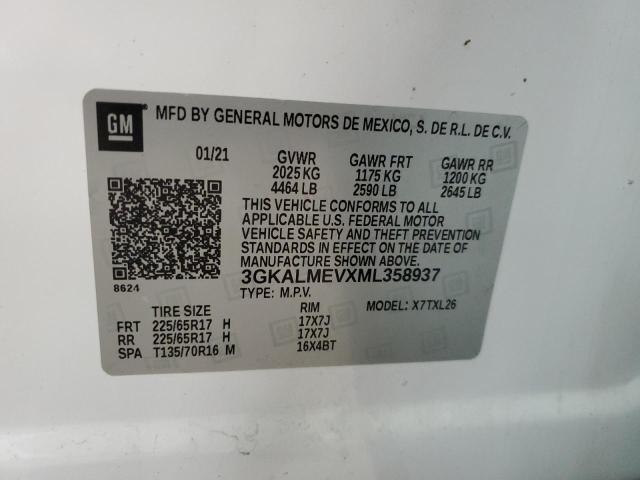 GM MFD BY GENERAL MOTORS DE MEXICO, S. DE R.L. DE C.V.
01/21 GVWR GAWR FRT GAWR RR
2025 KG 1175 KG 1200 KG
4464 LB 2590 LB 2645 LB
THIS VEHICLE CONFORMS TO ALL
APPLICABLE U.S. FEDERAL MOTOR
VEHICLE SAFETY AND THEFT PREVENTION
STANDARDS IN EFFECT ON THE DATE OF
MANUFACTURE SHOWN ABOVE.
8624 3GKALMEVXML358937
TYPE: M.P.V. MODEL: X7TXL26
TIRE SIZE RIM
FRT 225/65R17 H 17X7J
RR 225/65R17 H 17X7J
SPA T135/70R16 M 16X4BT